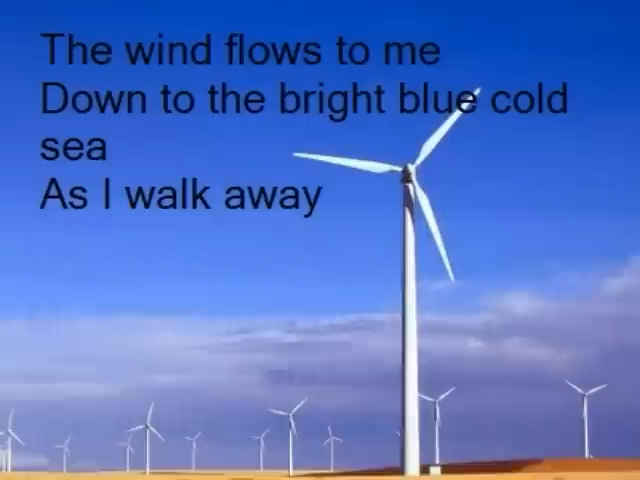 The wind flows to me
Down to the bright blue cold
sea
As I walk away